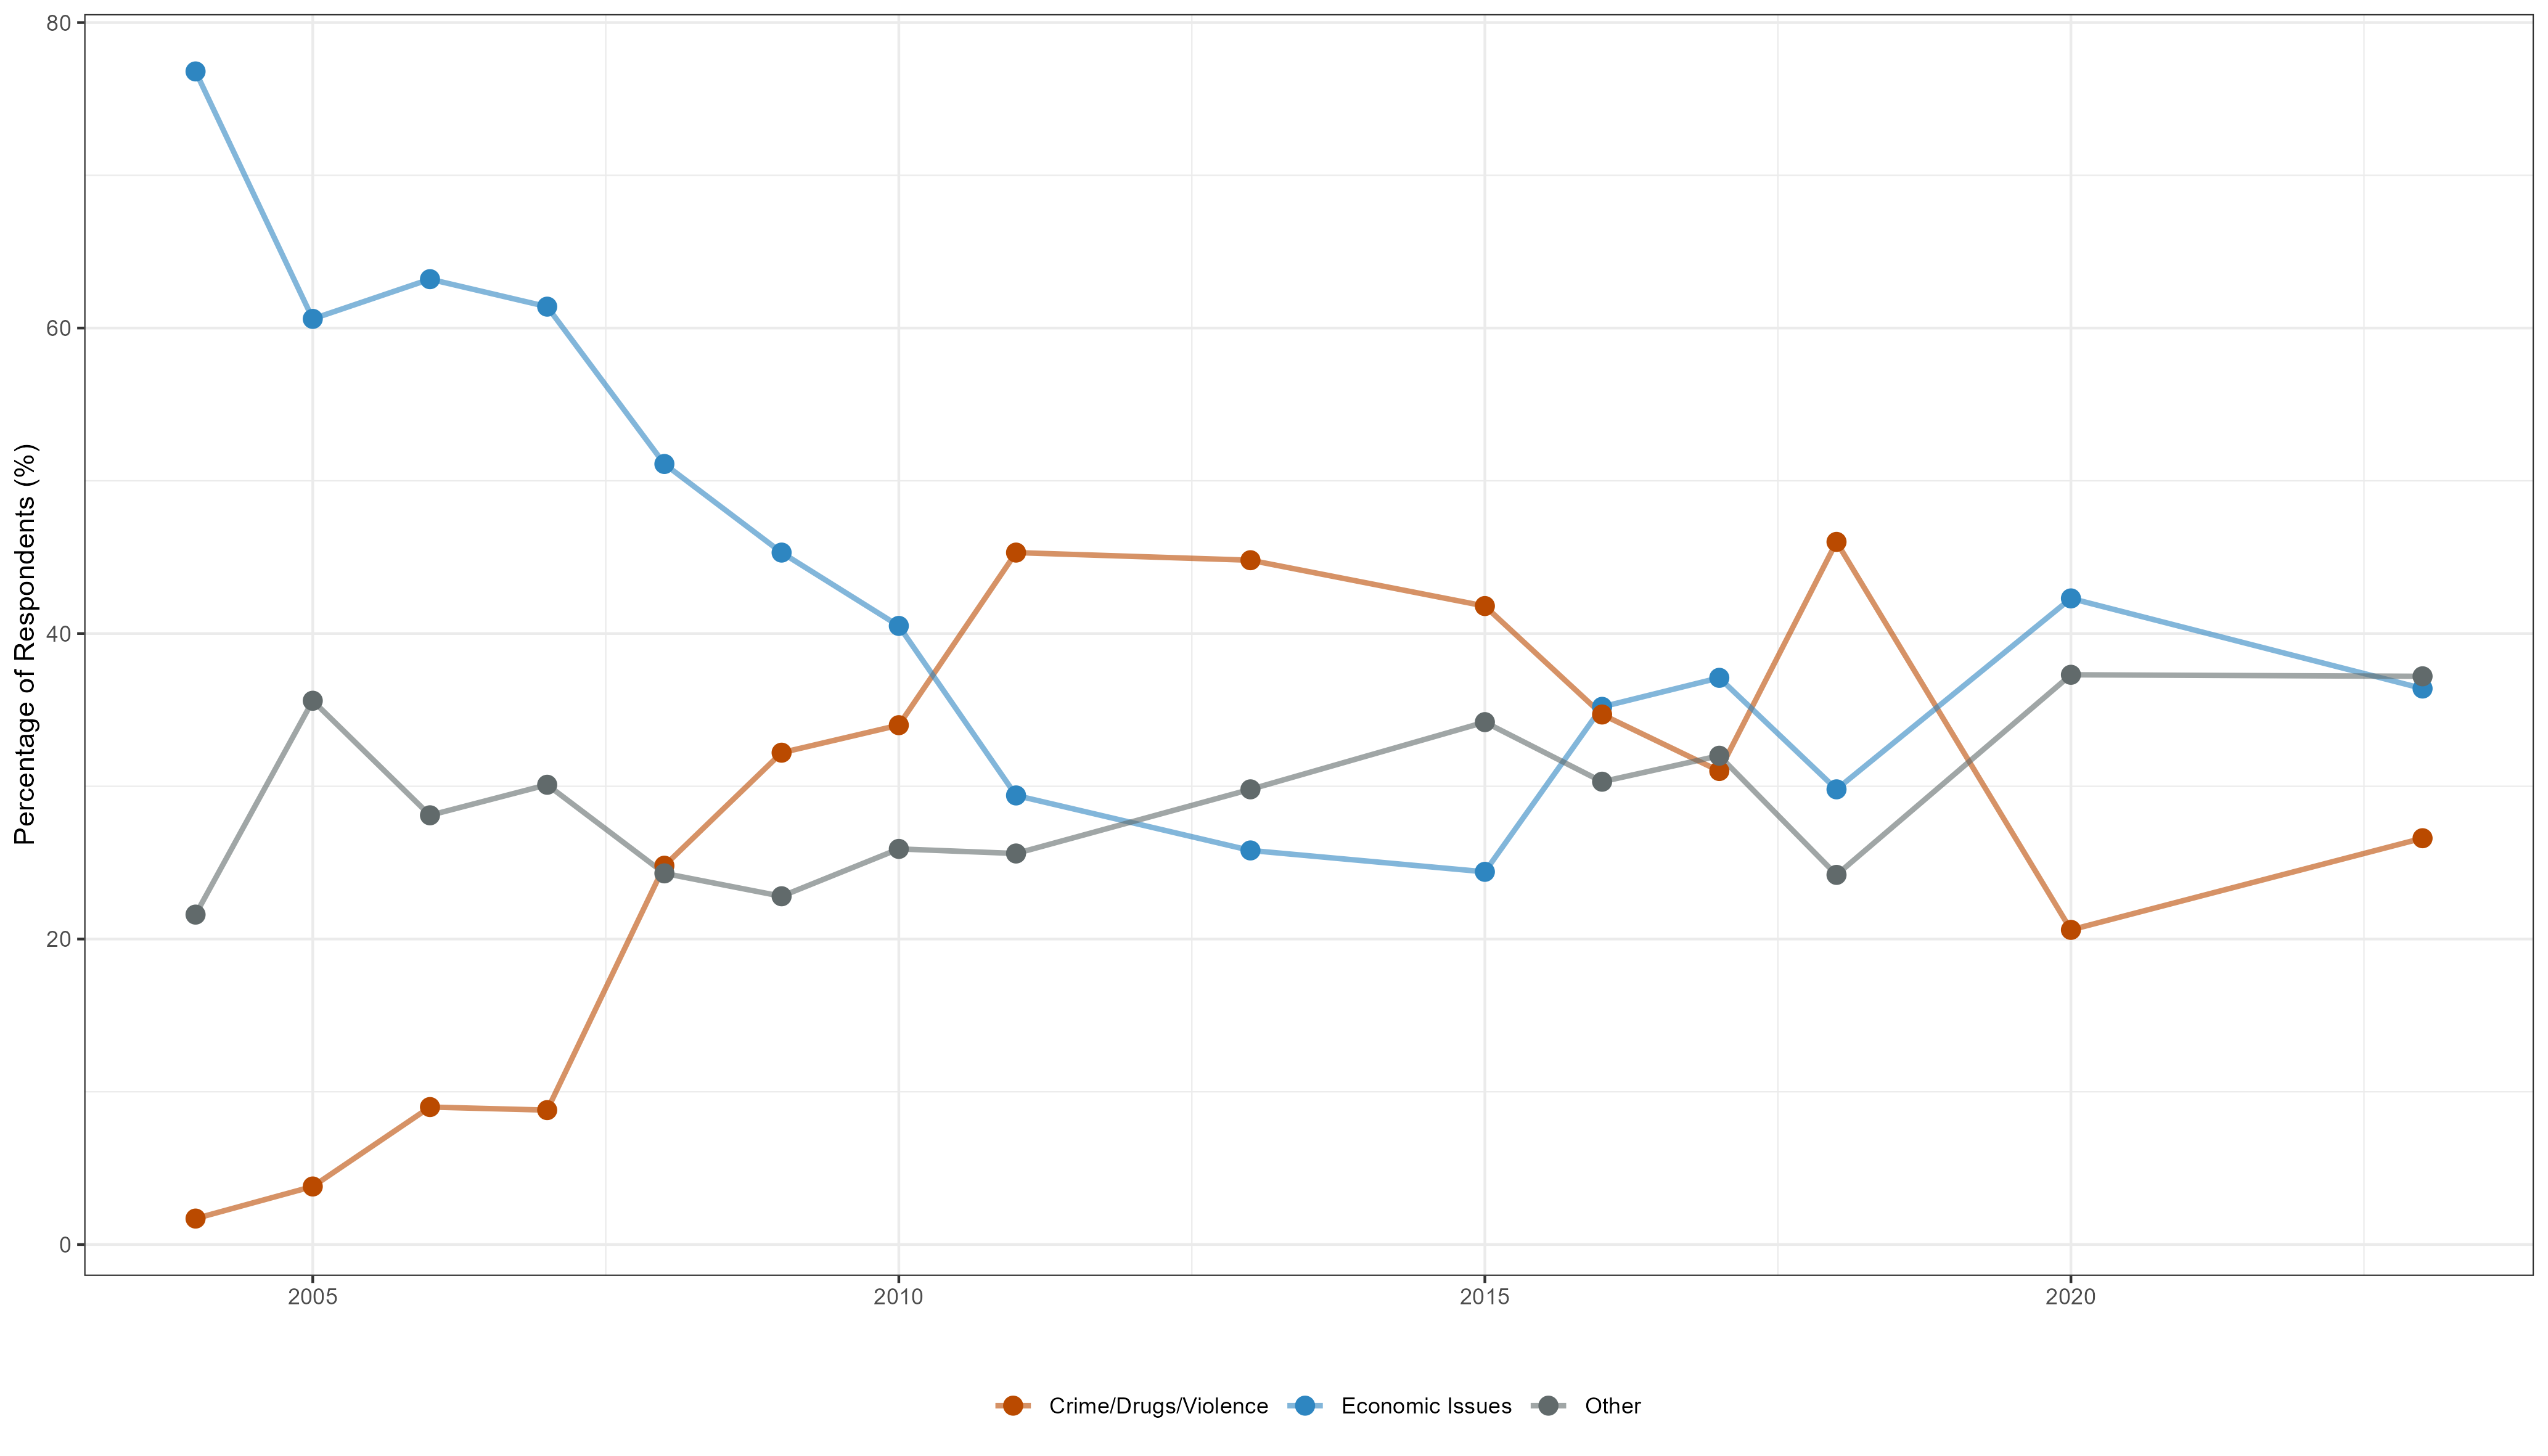 Percentage of Respondents (%)
80
60
40
20
0
2005 2010 2015 2020
Crime/Drugs/Violence Economic Issues Other